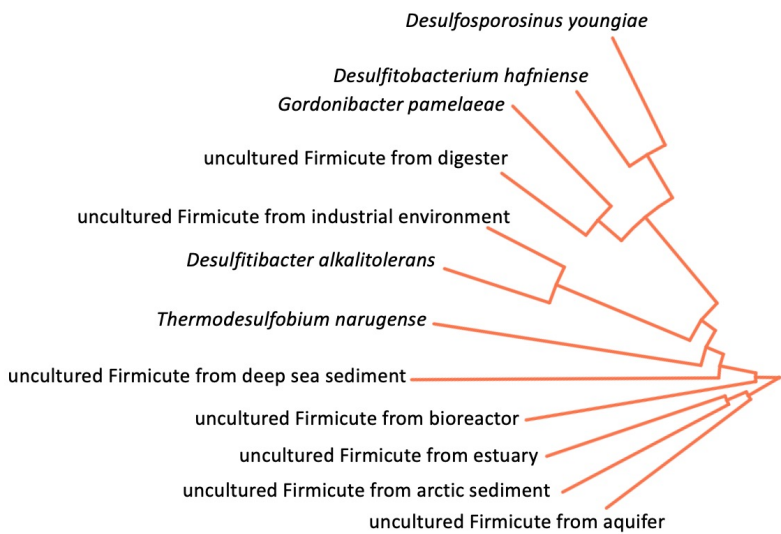 Desulfosporosinus youngiae
Desulfitobacterium hafniense
Gordonibacter pamelaeae
uncultured Firmicute from digester
uncultured Firmicute from industrial environment
Desulfitibacter alkalitolerans
Thermodesulfobium narugense
uncultured Firmicute from deep sea sediment
uncultured Firmicute from bioreactor
uncultured Firmicute from estuary
uncultured Firmicute from arctic sediment
uncultured Firmicute from aquifer